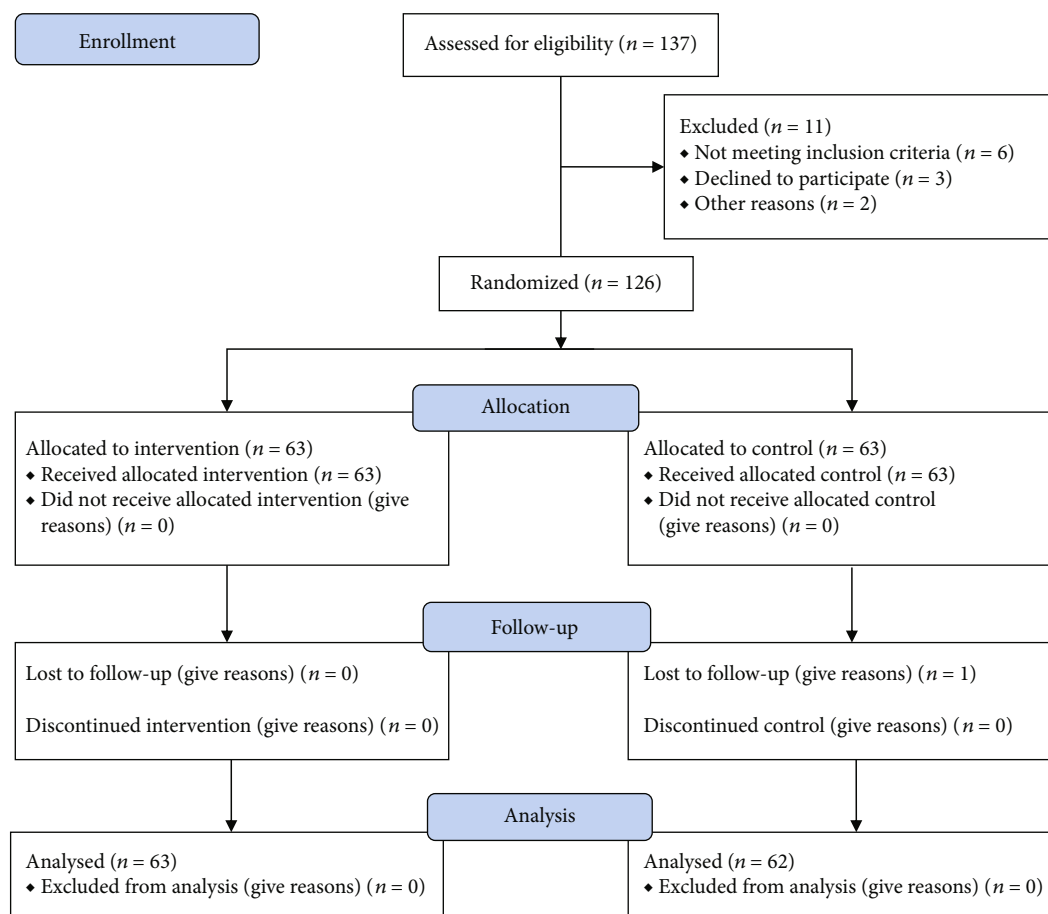 Enrollment
Assessed for eligibility (n = 137)
Excluded (n = 11)
◆ Not meeting inclusion criteria (n = 6)
◆ Declined to participate (n = 3)
◆ Other reasons (n = 2)
Randomized (n = 126)
Allocation
Allocated to intervention (n = 63)
◆ Received allocated intervention (n = 63)
◆ Did not receive allocated intervention (give
reasons) (n = 0)
Allocated to control (n = 63)
◆ Received allocated control (n = 63)
◆ Did not receive allocated control
(give reasons) (n = 0)
Follow-up
Lost to follow-up (give reasons) (n = 0)
Discontinued intervention (give reasons) (n = 0)
Lost to follow-up (give reasons) (n = 1)
Discontinued control (give reasons) (n = 0)
Analysis
Analysed (n = 63)
◆ Excluded from analysis (give reasons) (n = 0)
Analysed (n = 62)
◆ Excluded from analysis (give reasons) (n = 0)